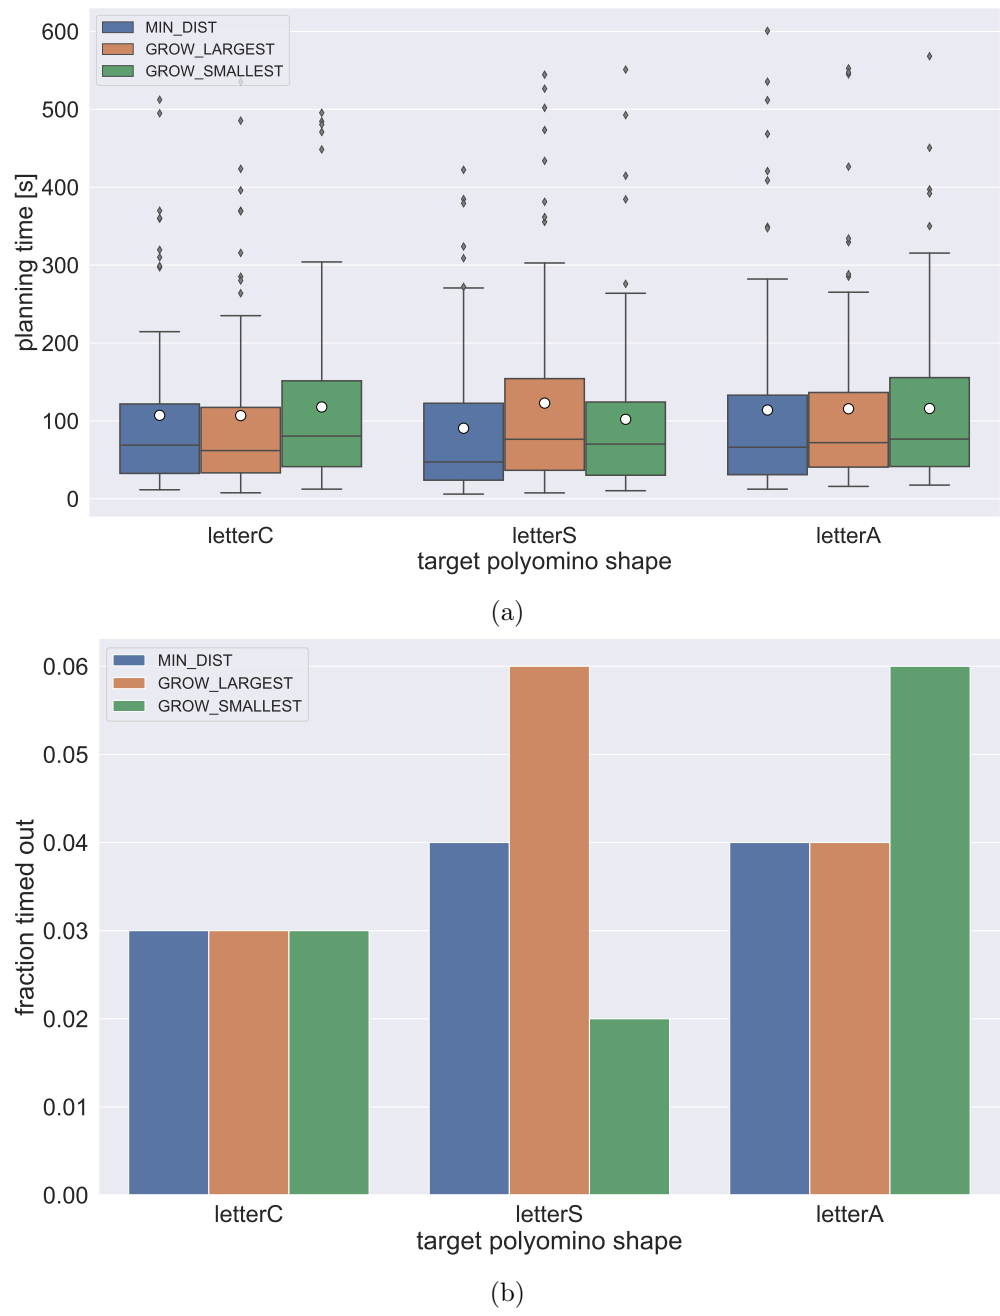 MIN_DIST
GROW_LARGEST
GROW_SMALLEST
600
500
400
300
200
100
0
planning time [s]
letterC letterS letterA
target polyomino shape
(a)
MIN_DIST
GROW_LARGEST
GROW_SMALLEST
0.06
0.05
0.04
0.03
0.02
0.01
0.00
fraction timed out
letterC letterS letterA
target polyomino shape
(b)